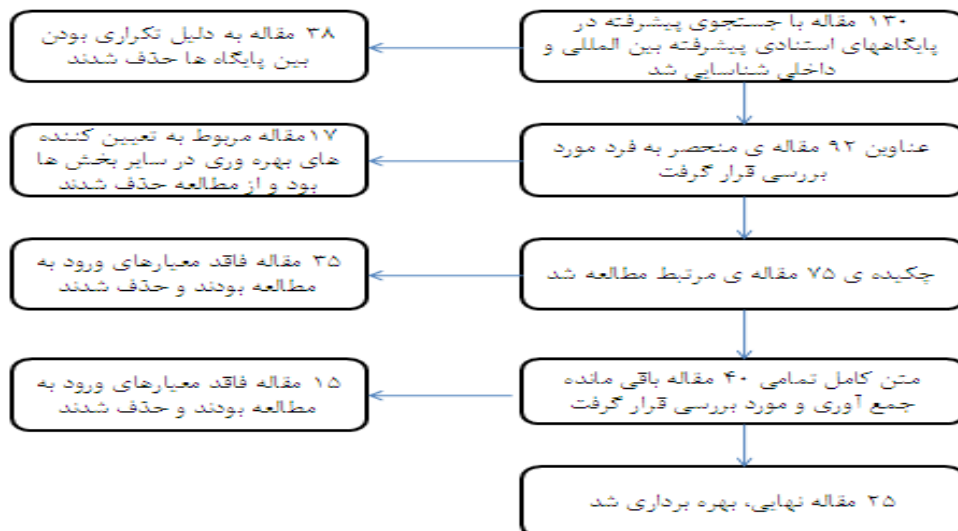 ۱۳۰ مقاله با جستجوی پیشرفته در
پایگاههای استنادی پیشرفته بین المللی و
داخلی شناسایی شد
۳۸ مقاله به دلیل تکراری بودن
بین پایگاه ها حذف شدند
عناوین ۹۲ مقاله ی منحصر به فرد مورد
بررسی قرار گرفت
۱۷مقاله مربوط به تعیین کننده
های بهره وری در سایر بخش ها
بود و از مطالعه حذف شدند
چکیده ی ۷۵ مقاله ی مرتبط مطالعه شد
۳۵ مقاله فاقد معیارهای ورود به
مطالعه بودند و حذف شدند
متن کامل تمامی ۴۰ مقاله باقی مانده
جمع آوری و مورد بررسی قرار گرفت
۱۵ مقاله فاقد معیارهای ورود به
مطالعه بودند و حذف شدند
۲۵ مقاله نهایی، بهره برداری شد